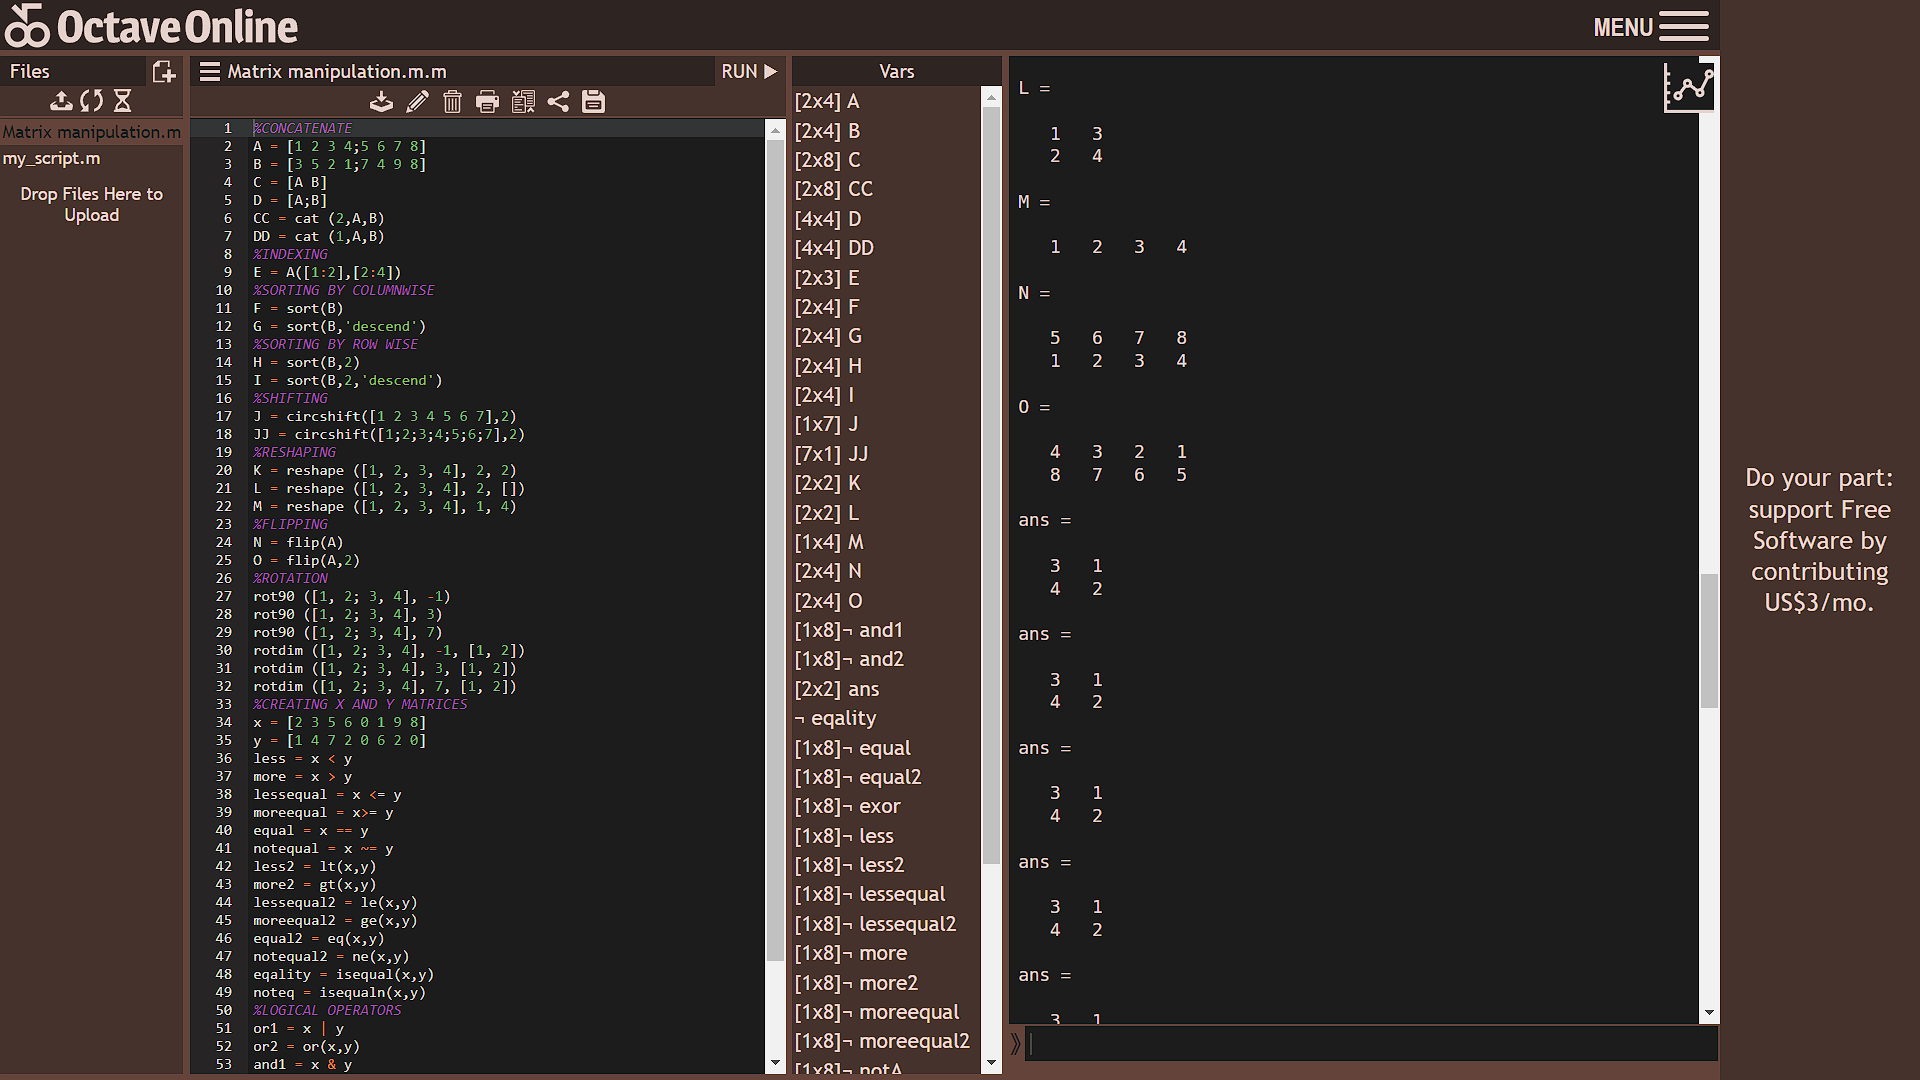 Octave Online
MENU
Files
Matrix manipulation.m
my_script.m
Drop Files Here to
Upload
Matrix manipulation.m.m
RUN
1 %CONCATENATE
2 A = [1 2 3 4;5 6 7 8]
3 B = [3 5 2 1;7 4 9 8]
4 C = [A B]
5 D = [A;B]
6 CC = cat (2,A,B)
7 DD = cat (1,A,B)
8 %INDEXING
9 E = A([1:2],[2:4])
10 %SORTING BY COLUMNWISE
11 F = sort(B)
12 G = sort(B,'descend')
13 %SORTING BY ROW WISE
14 H = sort(B,2)
15 I = sort(B,2,'descend')
16 %SHIFTING
17 J = circshift([1 2 3 4 5 6 7],2)
18 JJ = circshift([1;2;3;4;5;6;7],2)
19 %RESHAPING
20 K = reshape ([1, 2, 3, 4], 2, 2)
21 L = reshape ([1, 2, 3, 4], 2, [])
22 M = reshape ([1, 2, 3, 4], 1, 4)
23 %FLIPPING
24 N = flip(A)
25 O = flip(A,2)
26 %ROTATION
27 rot90 ([1, 2; 3, 4], -1)
28 rot90 ([1, 2; 3, 4], 3)
29 rot90 ([1, 2; 3, 4], 7)
30 rotdim ([1, 2; 3, 4], -1, [1, 2])
31 rotdim ([1, 2; 3, 4], 3, [1, 2])
32 rotdim ([1, 2; 3, 4], 7, [1, 2])
33 %CREATING X AND Y MATRICES
34 x = [2 3 5 6 0 1 9 8]
35 y = [1 4 7 2 0 6 2 0]
36 less = x < y
37 more = x > y
38 lessequal = x <= y
39 moreequal = x>= y
40 equal = x == y
41 notequal = x ~= y
42 less2 = lt(x,y)
43 more2 = gt(x,y)
44 lessequal2 = le(x,y)
45 moreequal2 = ge(x,y)
46 equal2 = eq(x,y)
47 notequal2 = ne(x,y)
48 eqality = isequal(x,y)
49 noteq = isequaln(x,y)
50 %LOGICAL OPERATORS
51 or1 = x | y
52 or2 = or(x,y)
53 and1 = x & y
Vars
[2x4] A
[2x4] B
[2x8] C
[2x8] CC
[4x4] D
[4x4] DD
[2x3] E
[2x4] F
[2x4] G
[2x4] H
[2x4] I
[1x7] J
[7x1] JJ
[2x2] K
[2x2] L
[1x4] M
[2x4] N
[2x4] O
[1x8]¬ and1
[1x8]¬ and2
[2x2] ans
¬ eqality
[1x8]¬ equal
[1x8]¬ equal2
[1x8]¬ exor
[1x8]¬ less
[1x8]¬ less2
[1x8]¬ lessequal
[1x8]¬ lessequal2
[1x8]¬ more
[1x8]¬ more2
[1x8]¬ moreequal
[1x8]¬ moreequal2
[1x8]¬ notA
L =
1 3
2 4
M =
1 2 3 4
N =
5 6 7 8
1 2 3 4
O =
4 3 2 1
8 7 6 5
ans =
3 1
4 2
ans =
3 1
4 2
ans =
3 1
4 2
ans =
3 1
4 2
ans =
3 1
Do your part:
support Free
Software by
contributing
US$3/mo.